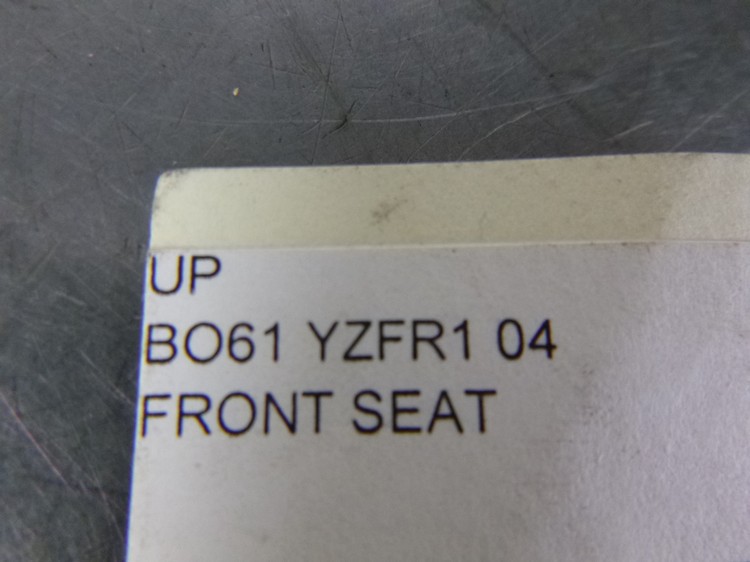 UP
BO61 YZFR1 04
FRONT SEAT